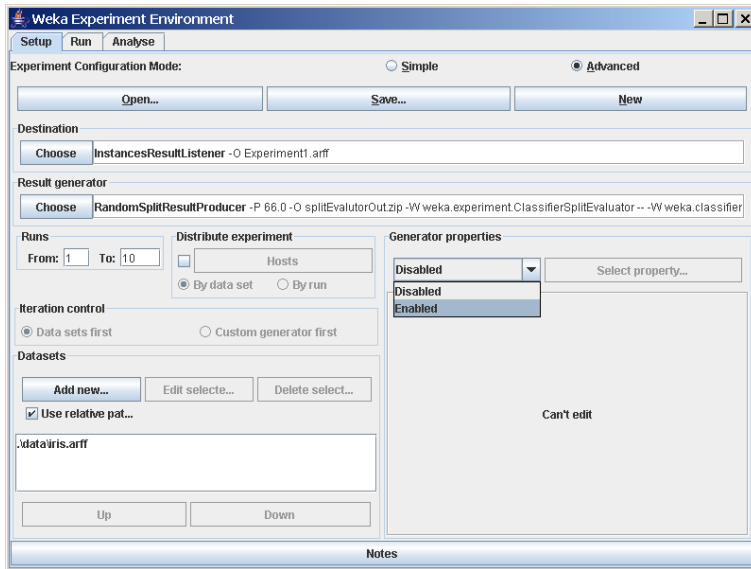 Weka Experiment Environment
Setup Run Analyse
Experiment Configuration Mode: Simple Advanced
Open... Save... New
Destination
Choose InstancesResultListener -O Experiment1.arff
Result generator
Choose RandomSplitResultProducer -P 66.0 -O splitEvalutorOut.zip -W weka.experiment.ClassifierSplitEvaluator -- -W weka.classifier
Runs
From: 1 To: 10
Distribute experiment
Hosts
By data set By run
Generator properties
Disabled Select property...
Disabled
Enabled
Can't edit
Iteration control
Data sets first Custom generator first
Datasets
Add new... Edit selecte... Delete select...
Use relative pat...
.\data\iris.arff
Up Down
Notes